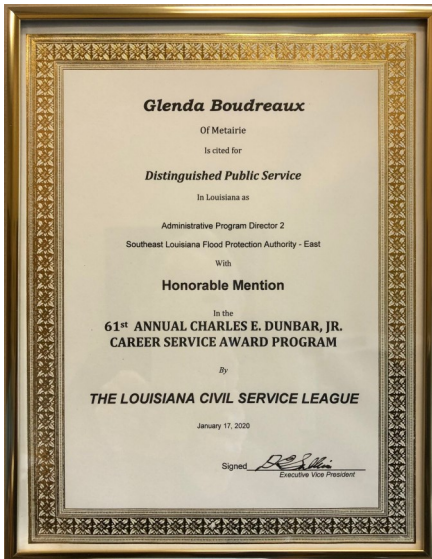 Glenda Boudreaux
Of Metairie
Is cited for
Distinguished Public Service
In Louisiana as
Administrative Program Director 2
Southeast Louisiana Flood Protection Authority - East
With
Honorable Mention
In the
61st ANNUAL CHARLES E. DUNBAR, JR.
CAREER SERVICE AWARD PROGRAM
By
THE LOUISIANA CIVIL SERVICE LEAGUE
January 17, 2020
Signed
Executive Vice President